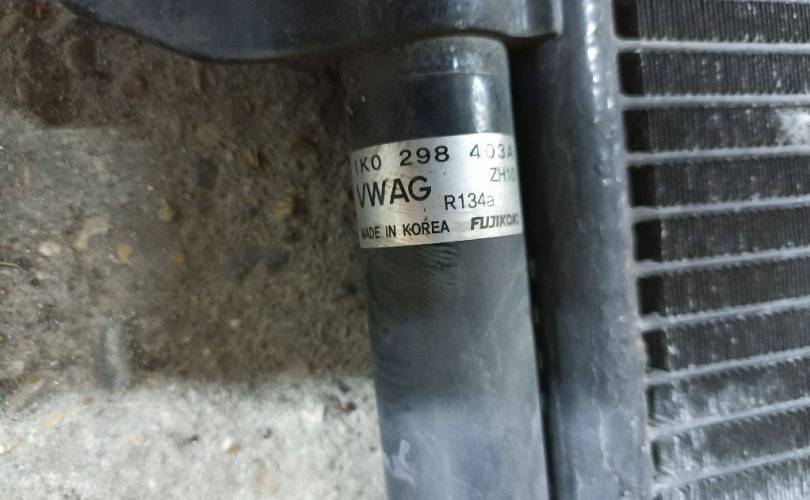 1K0 298 403A
ZH10
VWAG
R134a
MADE IN KOREA FUJIKOKI